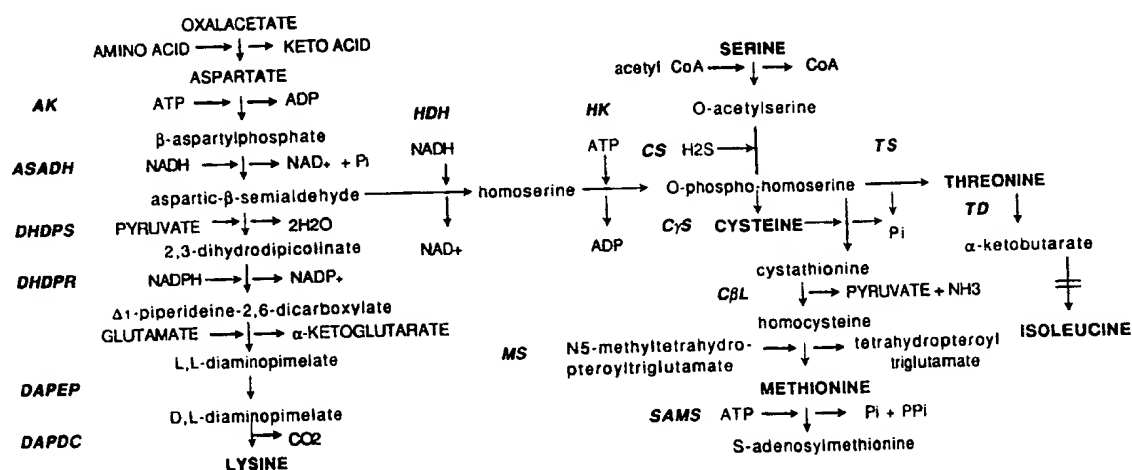 OXALACETATE
AMINO ACID KETO ACID
ASPARTATE
AK ATP ADP
β-aspartylphosphate
ASADH NADH NAD+ + Pi
aspartic-β-semialdehyde
DHDPS PYRUVATE 2H2O
2,3-dihydrodipicolinate
DHDPR NADPH NADP+
Δ1-piperideine-2,6-dicarboxylate
GLUTAMATE α-KETOGLUTARATE
L,L-diaminopimelate
DAPEP
D,L-diaminopimelate
DAPDC CO2
LYSINE
HDH
NADH
NAD+
homoserine
HK
ATP
ADP
SERINE
acetyl CoA CoA
O-acetylserine
CS H2S
TS
O-phospho-homoserine
THREONINE
CγS CYSTEINE Pi
TD
α-ketobutarate
ISOLEUCINE
cystathionine
CβL PYRUVATE + NH3
homocysteine
MS N5-methyltetrahydro-
pteroyltriglutamate
tetrahydropteroyl
triglutamate
METHIONINE
SAMS ATP Pi + PPi
S-adenosylmethionine